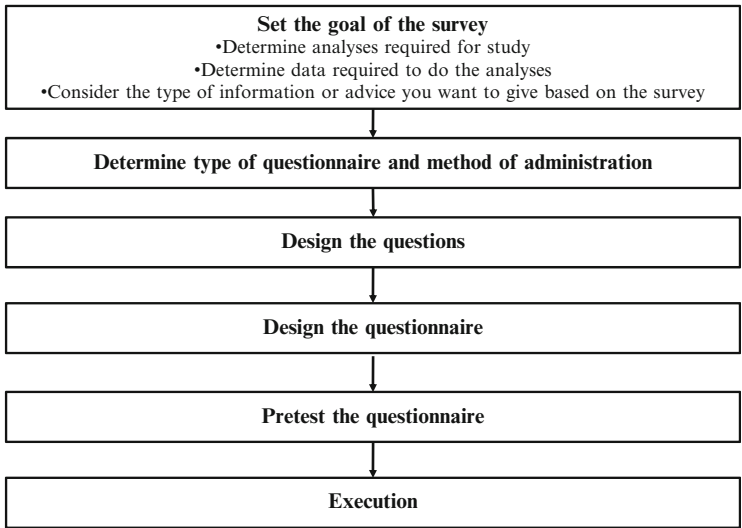 Set the goal of the survey
•Determine analyses required for study
•Determine data required to do the analyses
•Consider the type of information or advice you want to give based on the survey
Determine type of questionnaire and method of administration
Design the questions
Design the questionnaire
Pretest the questionnaire
Execution